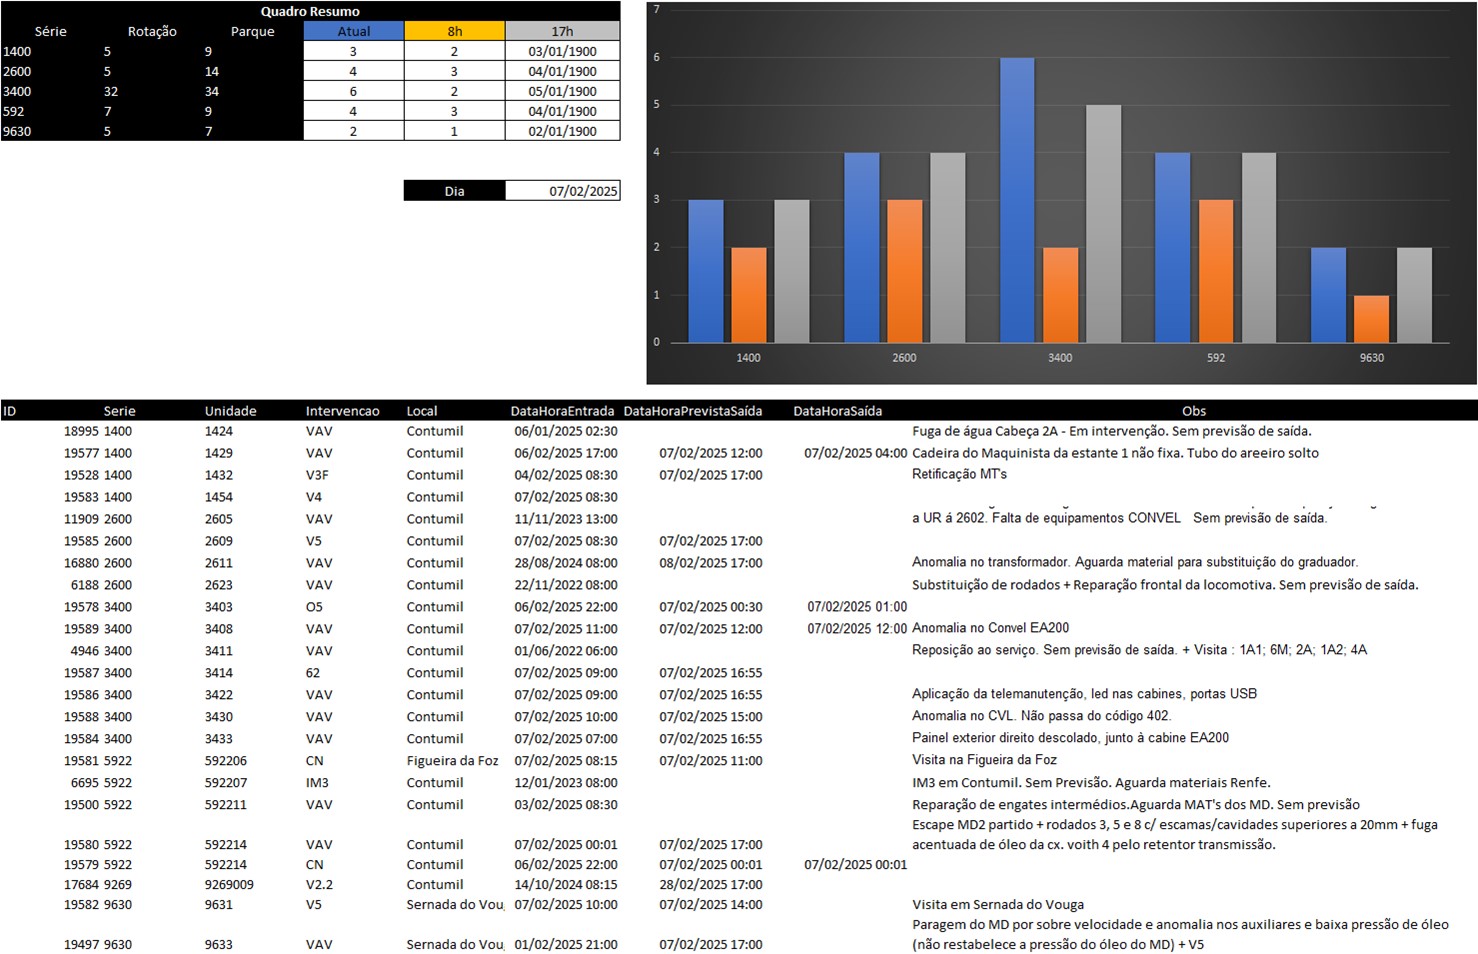 Quadro Resumo
Série Rotação Parque Atual 8h 17h
1400 5 9 3 2 03/01/1900
2600 5 14 4 3 04/01/1900
3400 32 34 6 2 05/01/1900
592 7 9 4 3 04/01/1900
9630 5 7 2 1 02/01/1900
Dia 07/02/2025
7
6
5
4
3
2
1
0
1400 2600 3400 592 9630
ID Serie Unidade Intervencao Local DataHoraEntrada DataHoraPrevistaSaída DataHoraSaída Obs
18995 1400 1424 VAV Contumil 06/01/2025 02:30 Fuga de água Cabeça 2A - Em intervenção. Sem previsão de saída.
19577 1400 1429 VAV Contumil 06/02/2025 17:00 07/02/2025 12:00 07/02/2025 04:00 Cadeira do Maquinista da estante 1 não fixa. Tubo do areeiro solto
19528 1400 1432 V3F Contumil 04/02/2025 08:30 07/02/2025 17:00 Retificação MT's
19583 1400 1454 V4 Contumil 07/02/2025 08:30
11909 2600 2605 VAV Contumil 11/11/2023 13:00 a UR á 2602. Falta de equipamentos CONVEL Sem previsão de saída.
19585 2600 2609 V5 Contumil 07/02/2025 08:30 07/02/2025 17:00
16880 2600 2611 VAV Contumil 28/08/2024 08:00 08/02/2025 17:00 Anomalia no transformador. Aguarda material para substituição do graduador.
6188 2600 2623 VAV Contumil 22/11/2022 08:00 Substituição de rodados + Reparação frontal da locomotiva. Sem previsão de saída.
19578 3400 3403 O5 Contumil 06/02/2025 22:00 07/02/2025 00:30 07/02/2025 01:00
19589 3400 3408 VAV Contumil 07/02/2025 11:00 07/02/2025 12:00 07/02/2025 12:00 Anomalia no Convel EA200
4946 3400 3411 VAV Contumil 01/06/2022 06:00 Reposição ao serviço. Sem previsão de saída. + Visita : 1A1; 6M; 2A; 1A2; 4A
19587 3400 3414 62 Contumil 07/02/2025 09:00 07/02/2025 16:55
19586 3400 3422 VAV Contumil 07/02/2025 09:00 07/02/2025 16:55 Aplicação da telemanutenção, led nas cabines, portas USB
19588 3400 3430 VAV Contumil 07/02/2025 10:00 07/02/2025 15:00 Anomalia no CVL. Não passa do código 402.
19584 3400 3433 VAV Contumil 07/02/2025 07:00 07/02/2025 16:55 Painel exterior direito descolado, junto à cabine EA200
19581 5922 592206 CN Figueira da Foz 07/02/2025 08:15 07/02/2025 11:00 Visita na Figueira da Foz
6695 5922 592207 IM3 Contumil 12/01/2023 08:00 IM3 em Contumil. Sem Previsão. Aguarda materiais Renfe.
19500 5922 592211 VAV Contumil 03/02/2025 08:30 Reparação de engates intermédios.Aguarda MAT's dos MD. Sem previsão
Escape MD2 partido + rodados 3, 5 e 8 c/ escamas/cavidades superiores a 20mm + fuga
19580 5922 592214 VAV Contumil 07/02/2025 00:01 07/02/2025 17:00 acentuada de óleo da cx. voith 4 pelo retentor transmissão.
19579 5922 592214 CN Contumil 06/02/2025 22:00 07/02/2025 00:01 07/02/2025 00:01
17684 9269 9269009 V2.2 Contumil 14/10/2024 08:15 28/02/2025 17:00
19582 9630 9631 V5 Sernada do Vou 07/02/2025 10:00 07/02/2025 14:00 Visita em Sernada do Vouga
Paragem do MD por sobre velocidade e anomalia nos auxiliares e baixa pressão de óleo
19497 9630 9633 VAV Sernada do Vou 01/02/2025 21:00 07/02/2025 17:00 (não restabelece a pressão do óleo do MD) + V5